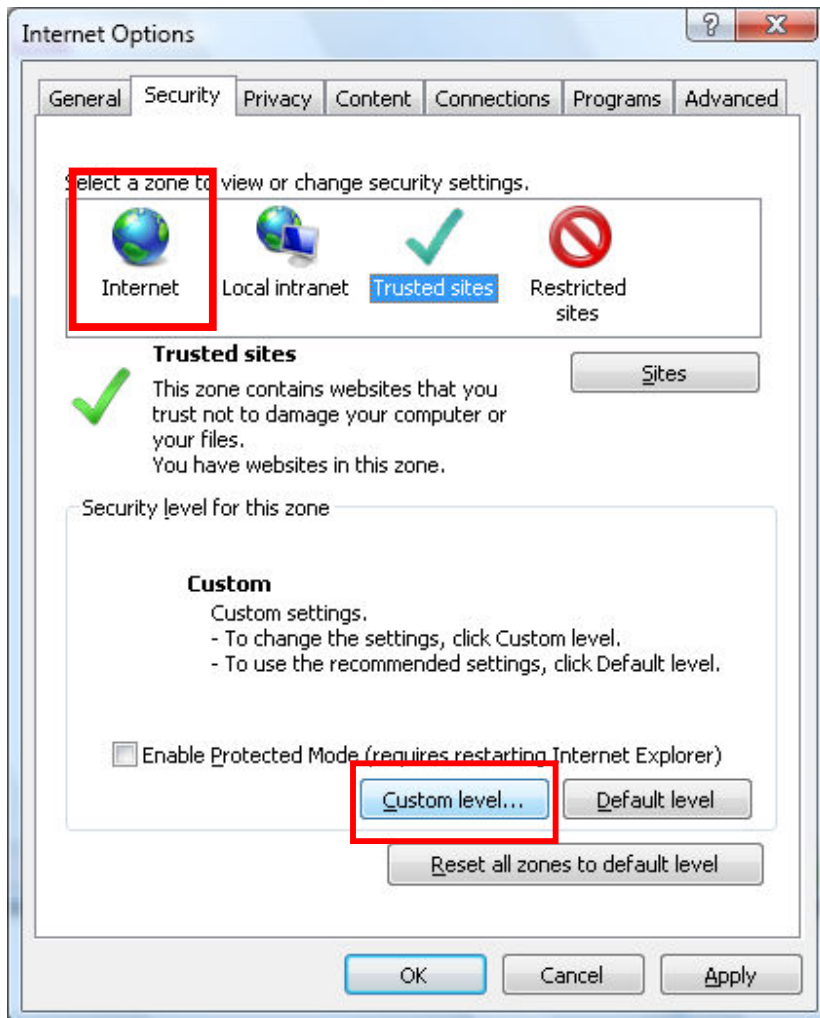 Internet Options
General Security Privacy Content Connections Programs Advanced
Select a zone to view or change security settings.
Internet Local intranet Trusted sites Restricted sites
Trusted sites
Sites
This zone contains websites that you
trust not to damage your computer or
your files.
You have websites in this zone.
Security level for this zone
Custom
Custom settings.
- To change the settings, click Custom level.
- To use the recommended settings, click Default level.
Enable Protected Mode (requires restarting Internet Explorer)
Custom level... Default level
Reset all zones to default level
OK Cancel Apply